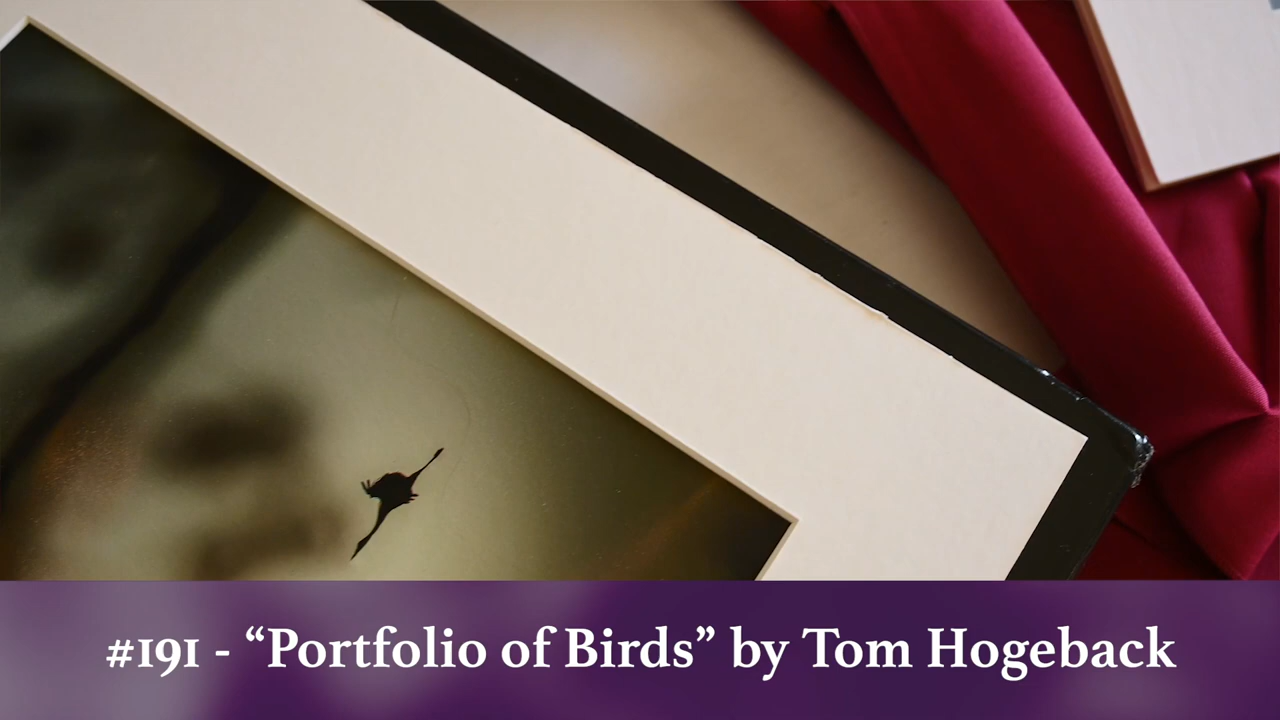 #191 - “Portfolio of Birds” by Tom Hogeback